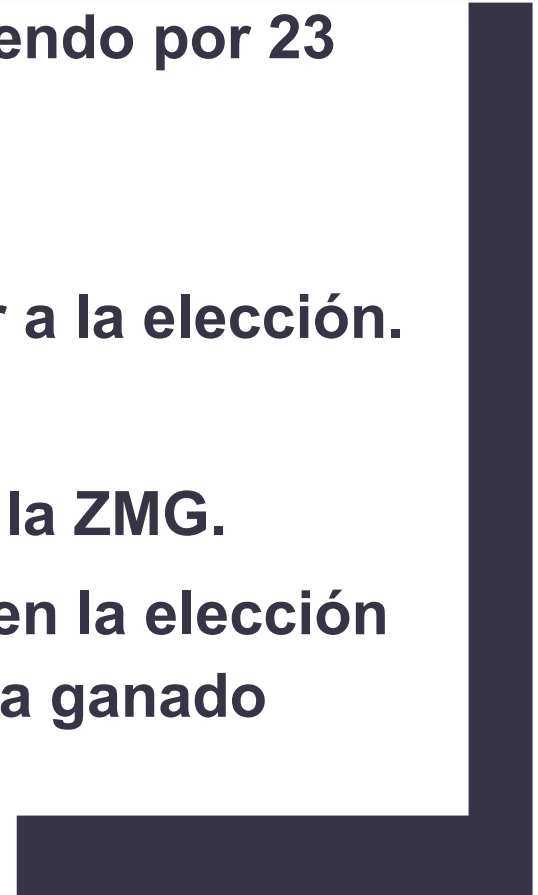 endo por 23
a la elección.
la ZMG.
en la elección
a ganado